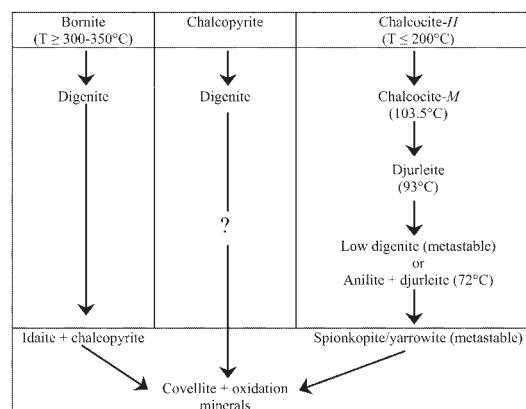 Bornite
(T ≥ 300-350°C)
Chalcopyrite
Chalcocite-H
(T ≤ 200°C)
Digenite
Digenite
Chalcocite-M
(103.5°C)
Djurleite
(93°C)
?
Low digenite (metastable)
or
Anilite + djurleite (72°C)
Idaite + chalcopyrite
Spionkopite/yarrowite (metastable)
Covellite + oxidation
minerals